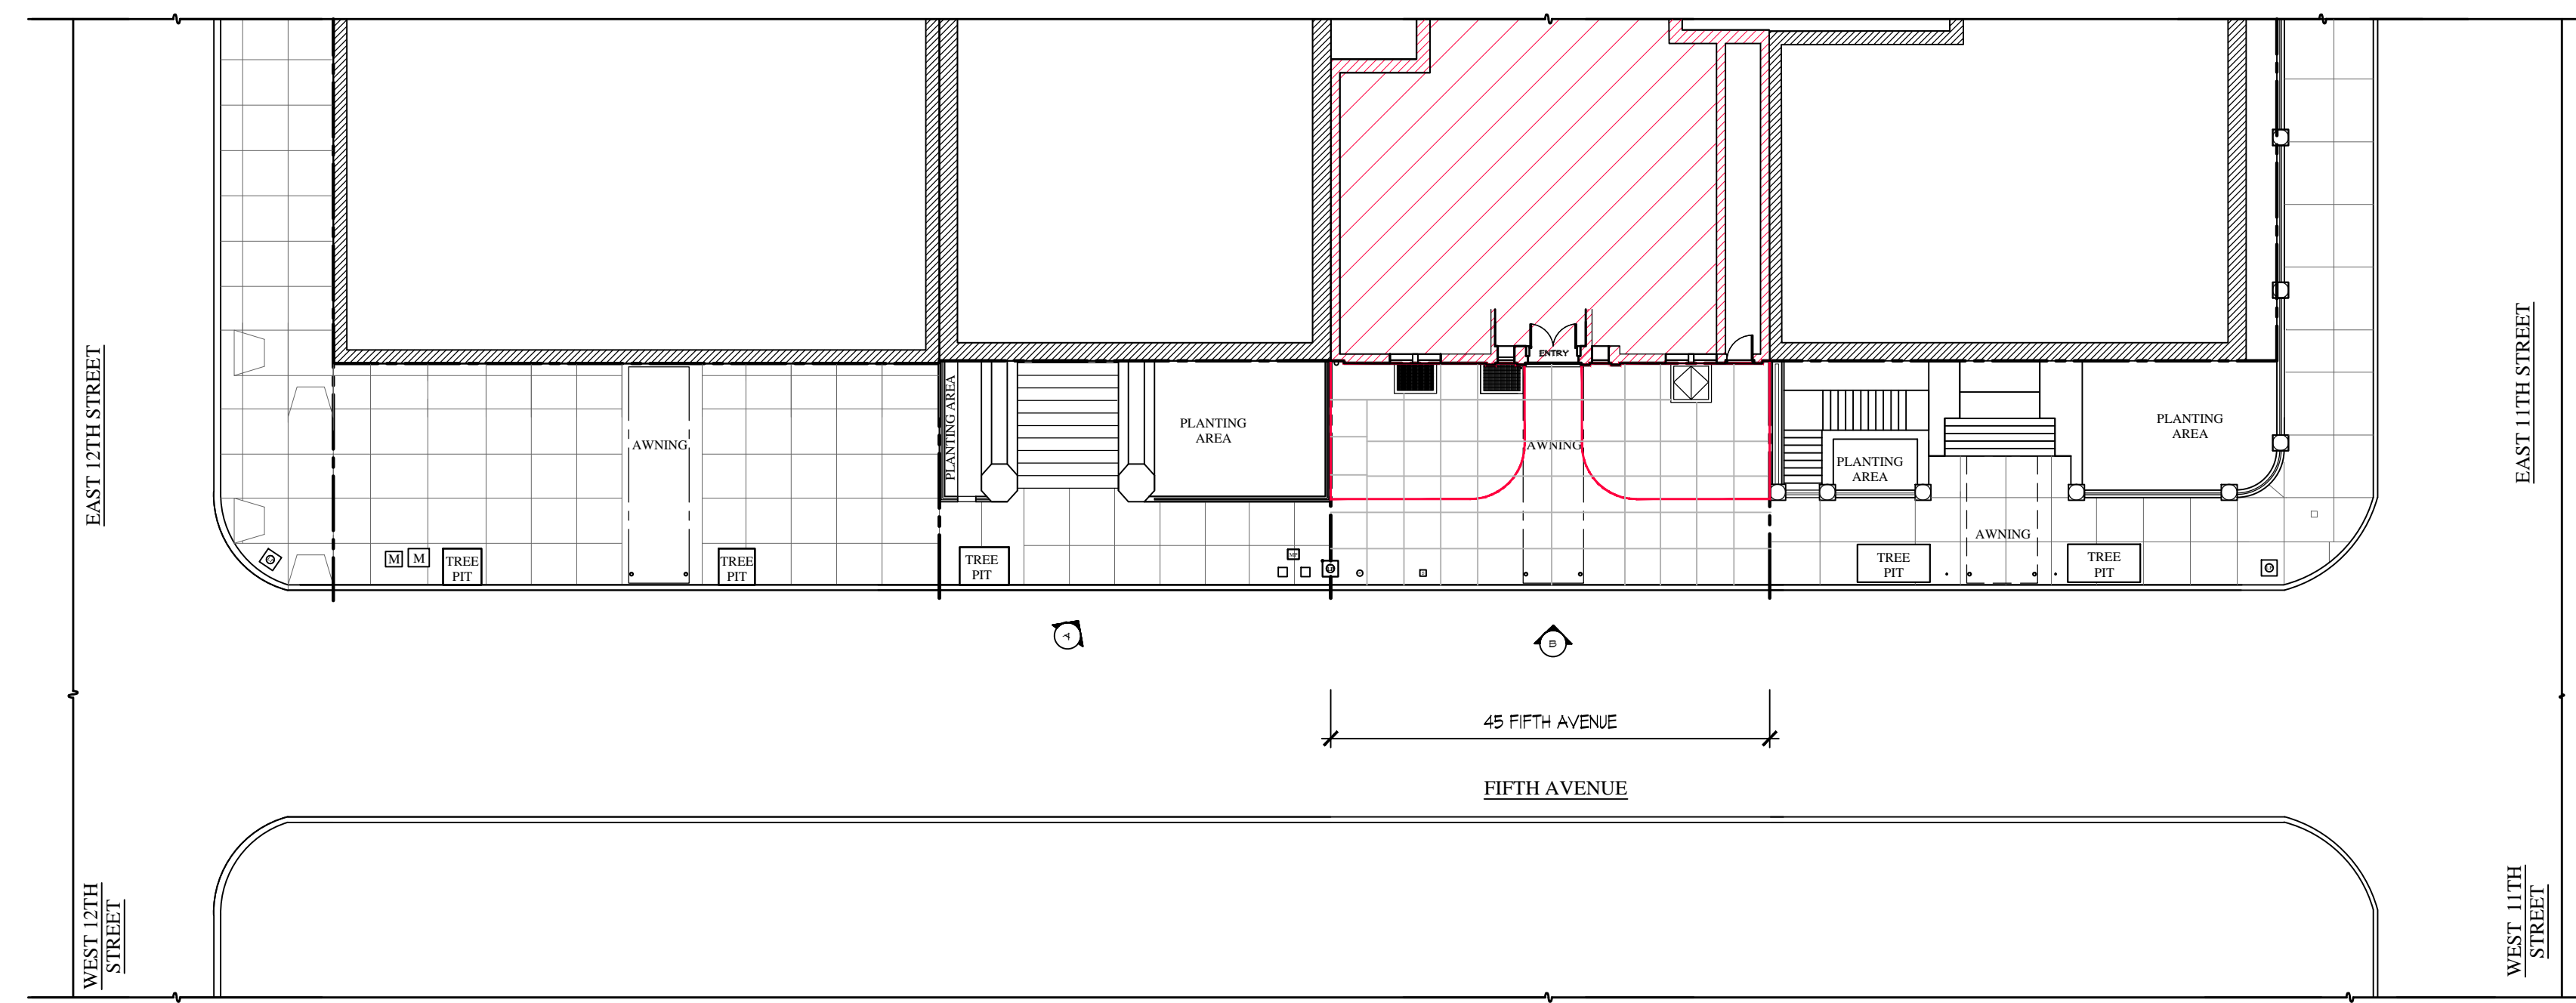 EAST 12TH STREET
EAST 11TH STREET
ENTRY
AWNING
PLANTING AREA
PLANTING
AREA
AWNING
PLANTING
AREA
PLANTING
AREA
AWNING
M
M
TREE
PIT
TREE
PIT
TREE
PIT
TREE
PIT
TREE
PIT
A
B
45 FIFTH AVENUE
FIFTH AVENUE
WEST 12TH
STREET
WEST 11TH
STREET